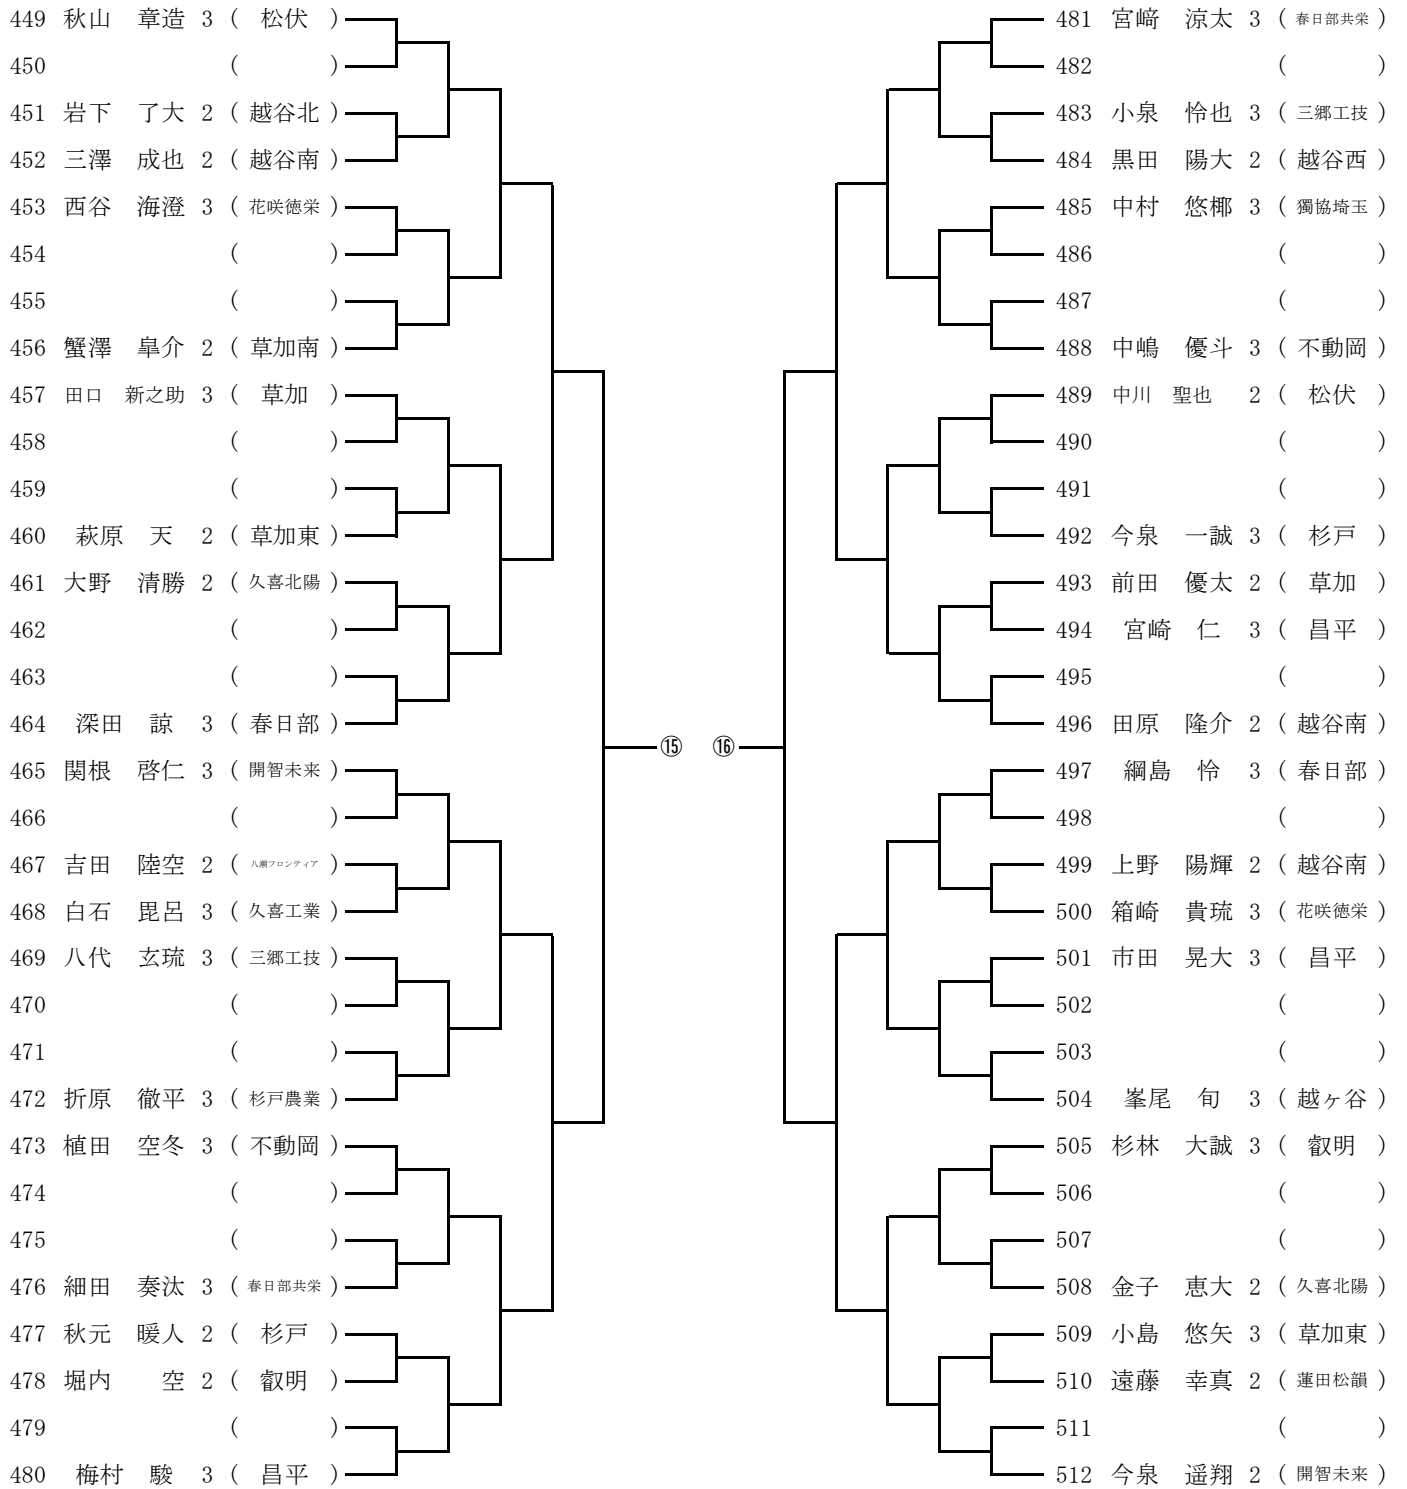 449 秋山 章造 3 ( 松伏 )
450 ( )
451 岩下 了大 2 ( 越谷北 )
452 三澤 成也 2 ( 越谷南 )
453 西谷 海澄 3 ( 花咲徳栄 )
454 ( )
455 ( )
456 蟹澤 皐介 2 ( 草加南 )
457 田口 新之助 3 ( 草加 )
458 ( )
459 ( )
460 萩原 天 2 ( 草加東 )
461 大野 清勝 2 ( 久喜北陽 )
462 ( )
463 ( )
464 深田 諒 3 ( 春日部 )
465 関根 啓仁 3 ( 開智未来 )
466 ( )
467 吉田 陸空 2 ( 八潮フロンティア )
468 白石 毘呂 3 ( 久喜工業 )
469 八代 玄琉 3 ( 三郷工技 )
470 ( )
471 ( )
472 折原 徹平 3 ( 杉戸農業 )
473 植田 空冬 3 ( 不動岡 )
474 ( )
475 ( )
476 細田 奏汰 3 ( 春日部共栄 )
477 秋元 暖人 2 ( 杉戸 )
478 堀内 空 2 ( 叡明 )
479 ( )
480 梅村 駿 3 ( 昌平 )
⑮ ⑯
481 宮﨑 涼太 3 ( 春日部共栄 )
482 ( )
483 小泉 怜也 3 ( 三郷工技 )
484 黒田 陽大 2 ( 越谷西 )
485 中村 悠椰 3 ( 獨協埼玉 )
486 ( )
487 ( )
488 中嶋 優斗 3 ( 不動岡 )
489 中川 聖也 2 ( 松伏 )
490 ( )
491 ( )
492 今泉 一誠 3 ( 杉戸 )
493 前田 優太 2 ( 草加 )
494 宮崎 仁 3 ( 昌平 )
495 ( )
496 田原 隆介 2 ( 越谷南 )
497 綱島 怜 3 ( 春日部 )
498 ( )
499 上野 陽輝 2 ( 越谷南 )
500 箱崎 貴琉 3 ( 花咲徳栄 )
501 市田 晃大 3 ( 昌平 )
502 ( )
503 ( )
504 峯尾 旬 3 ( 越ヶ谷 )
505 杉林 大誠 3 ( 叡明 )
506 ( )
507 ( )
508 金子 恵大 2 ( 久喜北陽 )
509 小島 悠矢 3 ( 草加東 )
510 遠藤 幸真 2 ( 蓮田松韻 )
511 ( )
512 今泉 遥翔 2 ( 開智未来 )